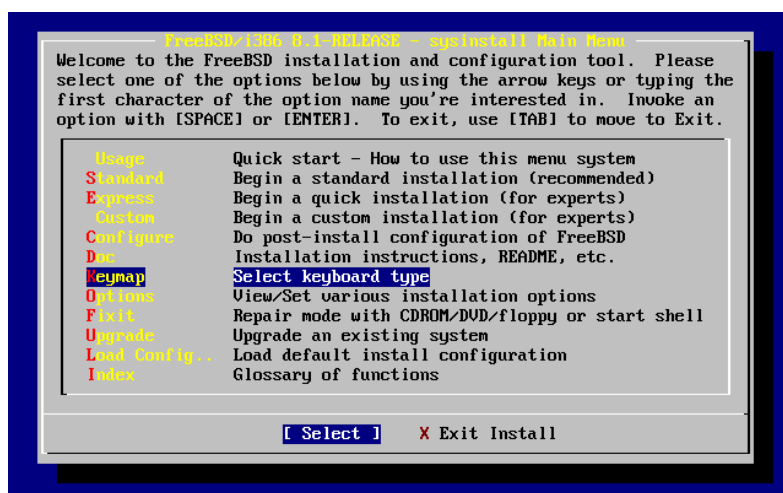 FreeBSD/i386 8.1-RELEASE - sysinstall Main Menu
Welcome to the FreeBSD installation and configuration tool.  Please
select one of the options below by using the arrow keys or typing the
first character of the option name you're interested in.  Invoke an
option with [SPACE] or [ENTER].  To exit, use [TAB] to move to Exit.
Usage Quick start - How to use this menu system
Standard Begin a standard installation (recommended)
Express Begin a quick installation (for experts)
Custom Begin a custom installation (for experts)
Configure Do post-install configuration of FreeBSD
Doc Installation instructions, README, etc.
Keymap Select keyboard type
Options View/Set various installation options
Fixit Repair mode with CDROM/DVD/floppy or start shell
Upgrade Upgrade an existing system
Load Config.. Load default install configuration
Index Glossary of functions
[ Select ] X Exit Install